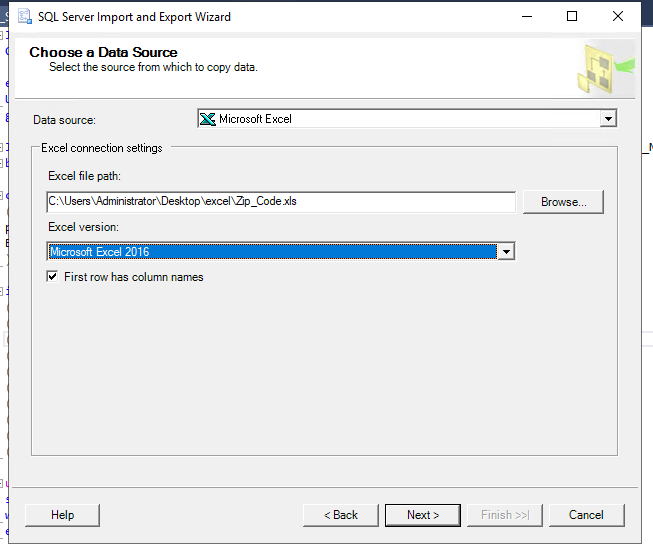 SQL Server Import and Export Wizard
Choose a Data Source
Select the source from which to copy data.
Data source:
Microsoft Excel
Excel connection settings
Excel file path:
C:\Users\Administrator\Desktop\excel\Zip_Code.xls
Browse...
Excel version:
Microsoft Excel 2016
First row has column names
Help
< Back
Next >
Finish >>|
Cancel